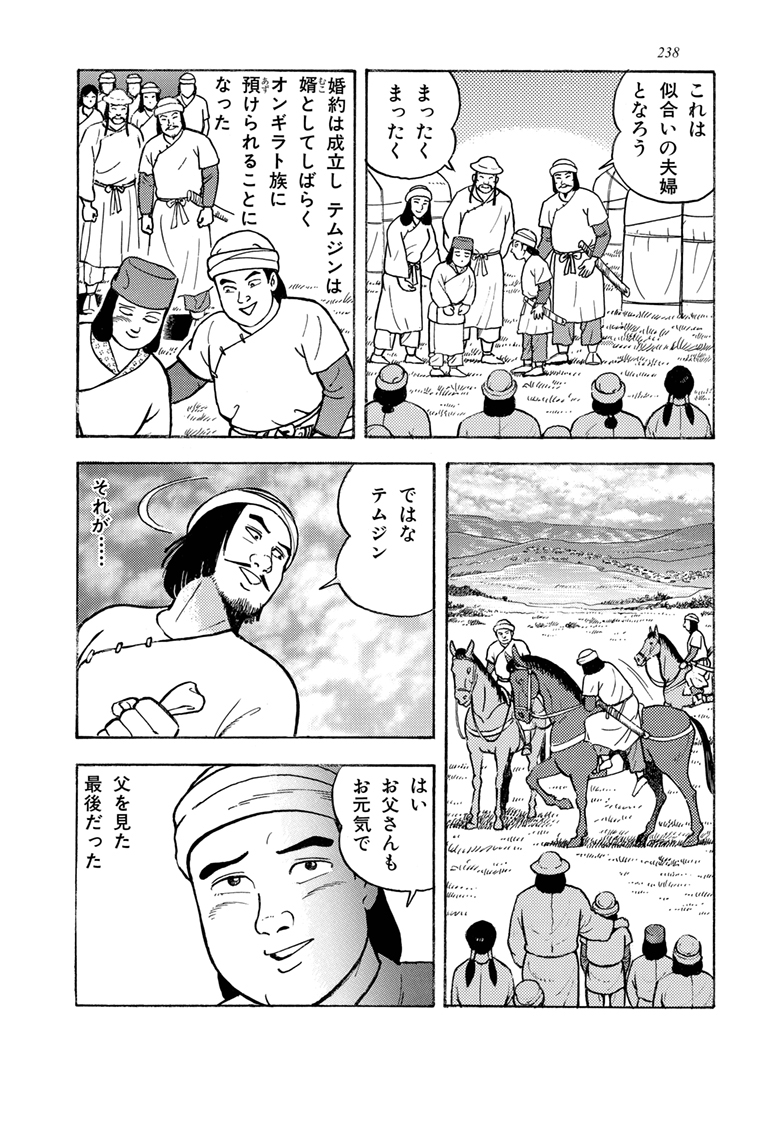 238
これは
似合いの夫婦
となろう
まったく
まったく
婚約は成立し テムジンは
婿としてしばらく
オンギラト族に
預けられることに
なった
むこ
あず
ではな
テムジン
それが‥‥‥
はい
お父さんも
お元気で
父を見た
最後だった